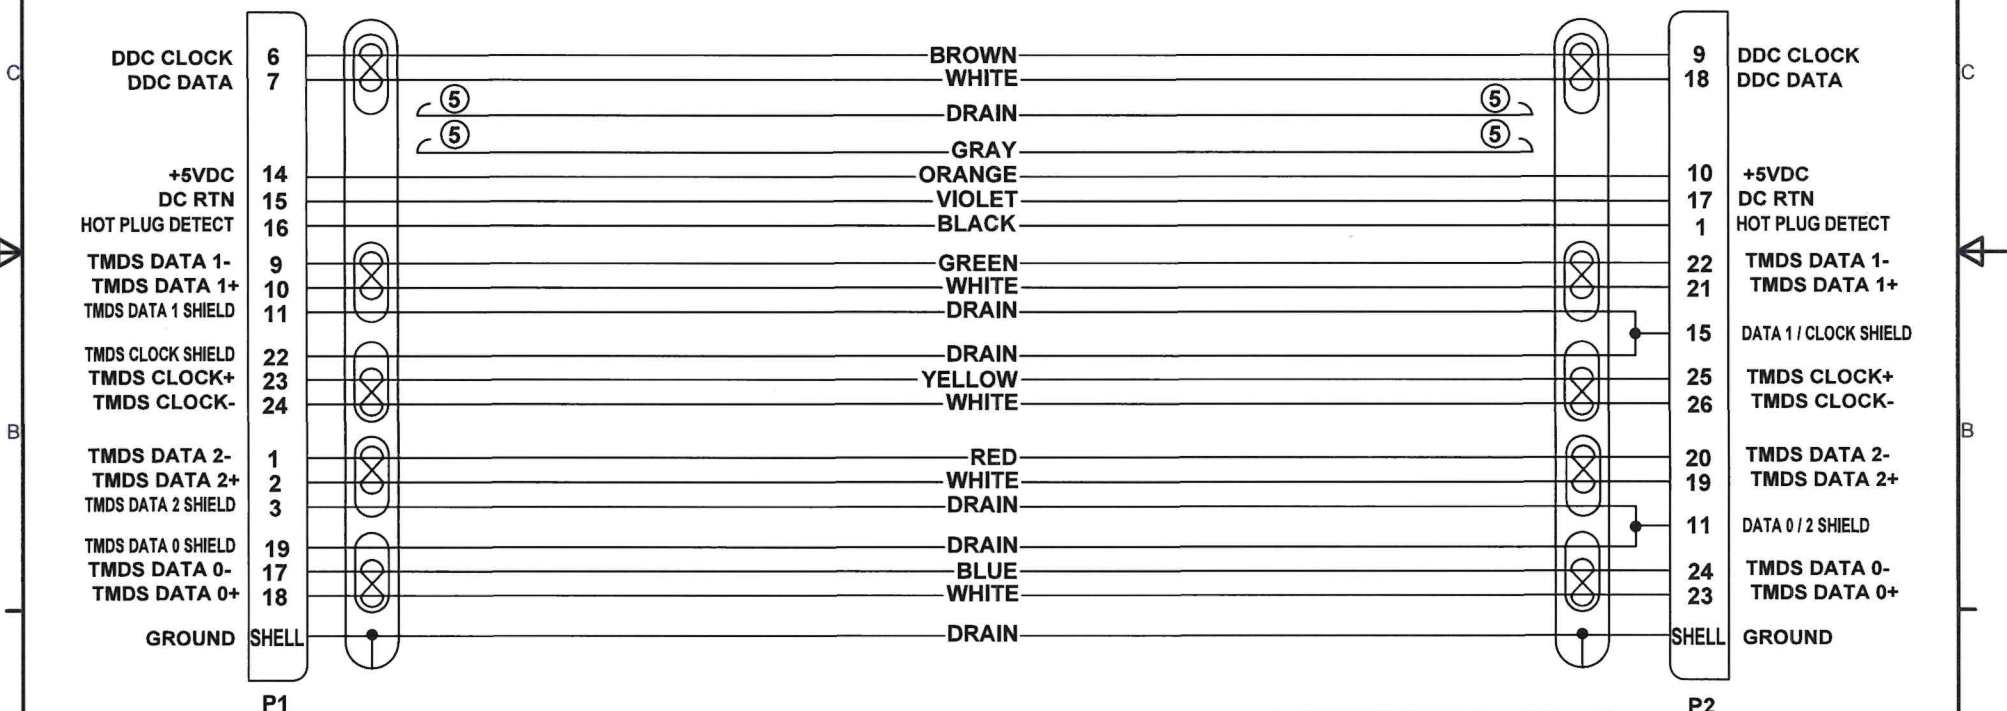 DDC CLOCK 6 BROWN 9 DDC CLOCK
C DDC DATA 7 WHITE 18 DDC DATA C
5 DRAIN 5
5 GRAY 5
+5VDC 14 ORANGE 10 +5VDC
DC RTN 15 VIOLET 17 DC RTN
HOT PLUG DETECT 16 BLACK 1 HOT PLUG DETECT
TMDS DATA 1- 9 GREEN 22 TMDS DATA 1-
TMDS DATA 1+ 10 WHITE 21 TMDS DATA 1+
TMDS DATA 1 SHIELD 11 DRAIN
15 DATA 1 / CLOCK SHIELD
TMDS CLOCK SHIELD 22 DRAIN
TMDS CLOCK+ 23 YELLOW 25 TMDS CLOCK+
TMDS CLOCK- 24 WHITE 26 TMDS CLOCK-
B B
TMDS DATA 2- 1 RED 20 TMDS DATA 2-
TMDS DATA 2+ 2 WHITE 19 TMDS DATA 2+
TMDS DATA 2 SHIELD 3 DRAIN
11 DATA 0 / 2 SHIELD
TMDS DATA 0 SHIELD 19 DRAIN
TMDS DATA 0- 17 BLUE 24 TMDS DATA 0-
TMDS DATA 0+ 18 WHITE 23 TMDS DATA 0+
GROUND SHELL DRAIN SHELL GROUND
P1 P2